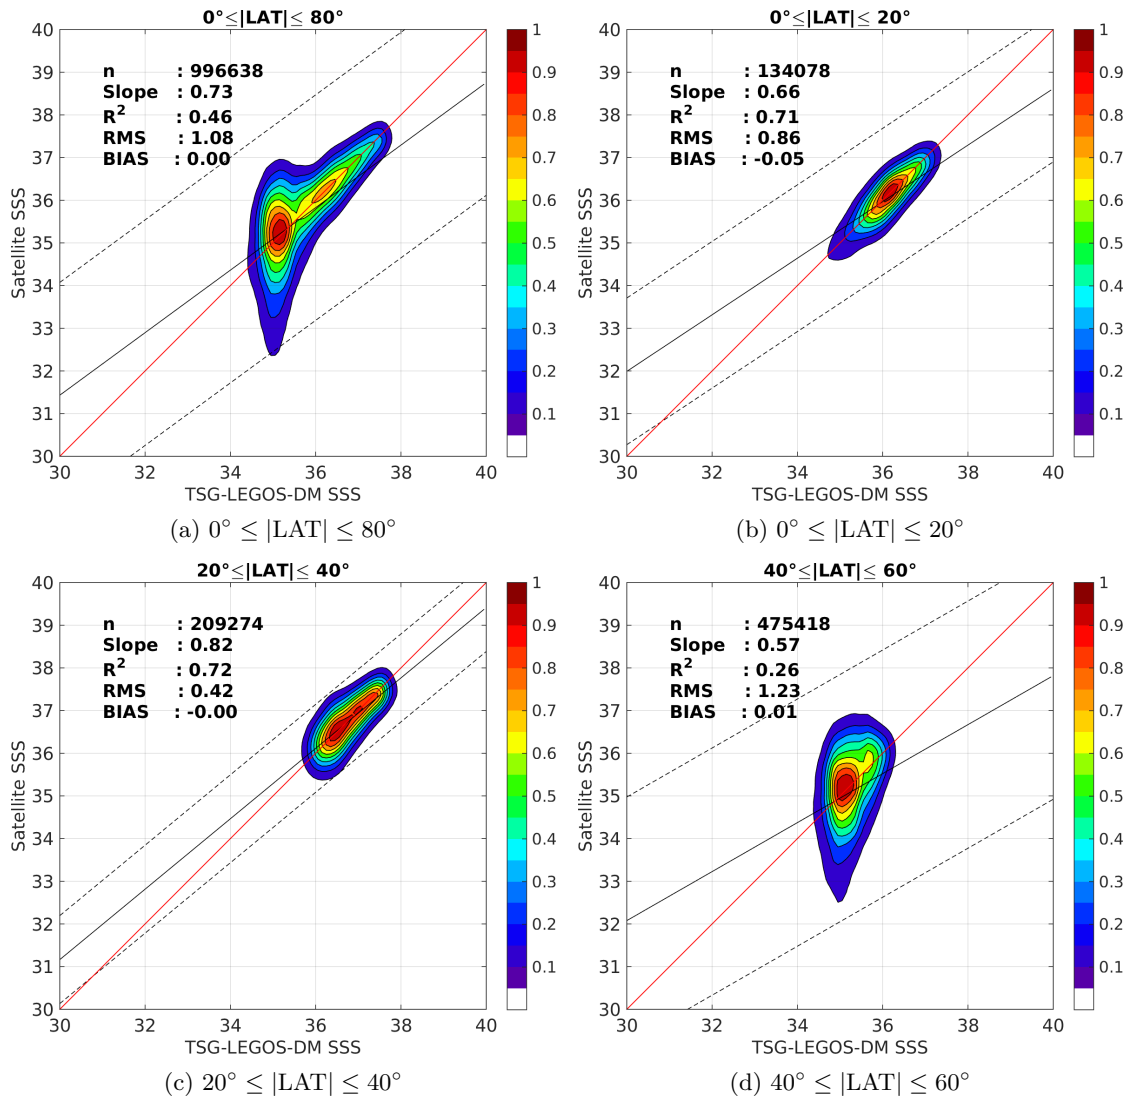 0°≤|LAT|≤ 80°
40
39
38
37
36
35
34
33
32
31
30
30 32 34 36 38 40
Satellite SSS
TSG-LEGOS-DM SSS
n : 996638
Slope : 0.73
R2 : 0.46
RMS : 1.08
BIAS : 0.00
1
0.9
0.8
0.7
0.6
0.5
0.4
0.3
0.2
0.1
(a) 0° ≤ |LAT| ≤ 80°
0°≤|LAT|≤ 20°
40
39
38
37
36
35
34
33
32
31
30
30 32 34 36 38 40
Satellite SSS
TSG-LEGOS-DM SSS
n : 134078
Slope : 0.66
R2 : 0.71
RMS : 0.86
BIAS : -0.05
1
0.9
0.8
0.7
0.6
0.5
0.4
0.3
0.2
0.1
(b) 0° ≤ |LAT| ≤ 20°
20°≤|LAT|≤ 40°
40
39
38
37
36
35
34
33
32
31
30
30 32 34 36 38 40
Satellite SSS
TSG-LEGOS-DM SSS
n : 209274
Slope : 0.82
R2 : 0.72
RMS : 0.42
BIAS : -0.00
1
0.9
0.8
0.7
0.6
0.5
0.4
0.3
0.2
0.1
(c) 20° ≤ |LAT| ≤ 40°
40°≤|LAT|≤ 60°
40
39
38
37
36
35
34
33
32
31
30
30 32 34 36 38 40
Satellite SSS
TSG-LEGOS-DM SSS
n : 475418
Slope : 0.57
R2 : 0.26
RMS : 1.23
BIAS : 0.01
1
0.9
0.8
0.7
0.6
0.5
0.4
0.3
0.2
0.1
(d) 40° ≤ |LAT| ≤ 60°